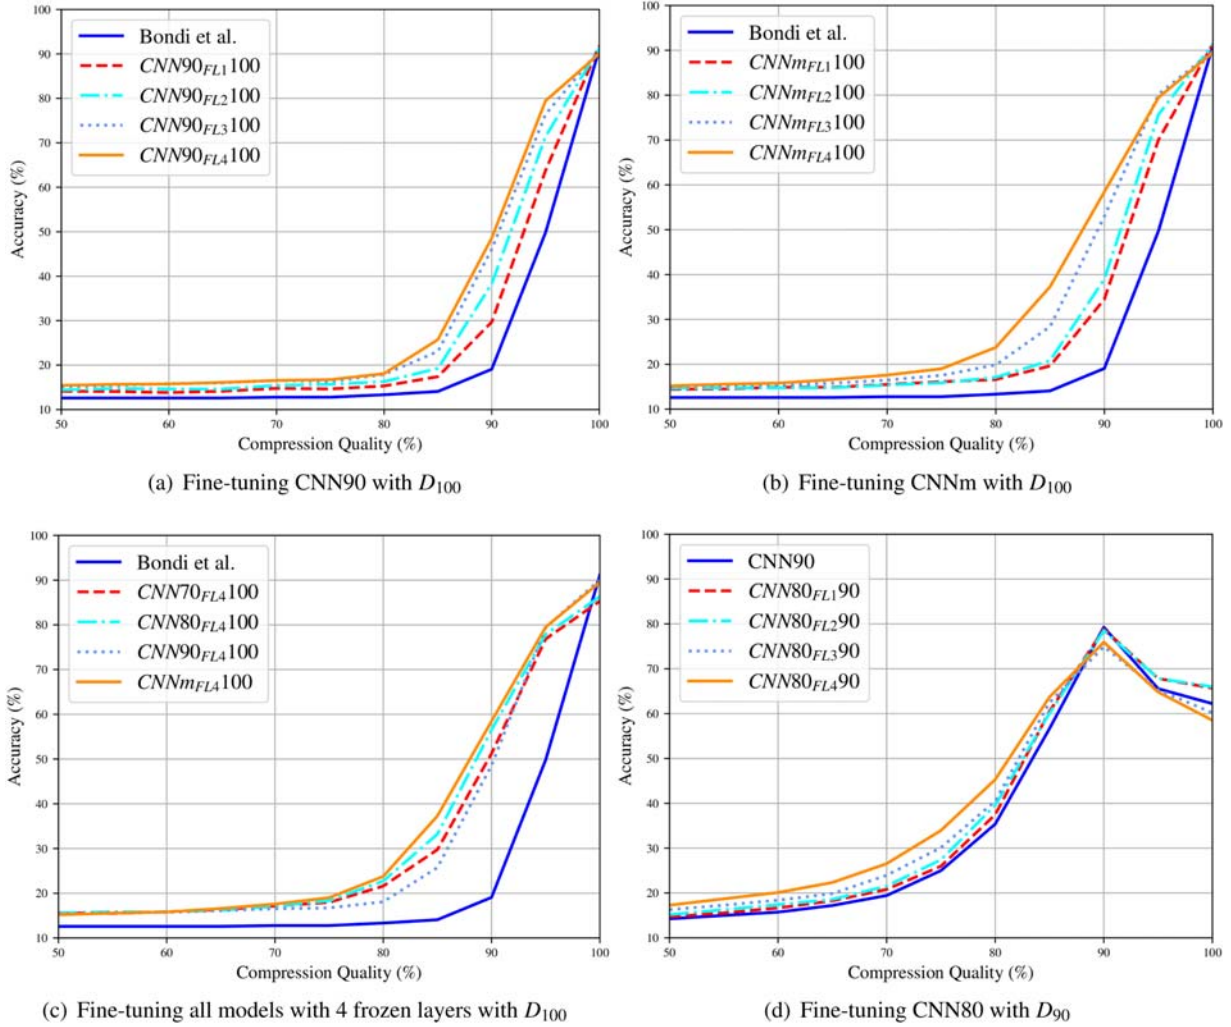 100
90
80
70
60
50
40
30
20
10
Accuracy (%)
Bondi et al.
CNN90FL1100
CNN90FL2100
CNN90FL3100
CNN90FL4100
50 60 70 80 90 100
Compression Quality (%)
(a) Fine-tuning CNN90 with D100
100
90
80
70
60
50
40
30
20
10
Accuracy (%)
Bondi et al.
CNNmFL1100
CNNmFL2100
CNNmFL3100
CNNmFL4100
50 60 70 80 90 100
Compression Quality (%)
(b) Fine-tuning CNNm with D100
100
90
80
70
60
50
40
30
20
10
Accuracy (%)
Bondi et al.
CNN70FL4100
CNN80FL4100
CNN90FL4100
CNNmFL4100
50 60 70 80 90 100
Compression Quality (%)
(c) Fine-tuning all models with 4 frozen layers with D100
100
90
80
70
60
50
40
30
20
10
Accuracy (%)
CNN90
CNN80FL190
CNN80FL290
CNN80FL390
CNN80FL490
50 60 70 80 90 100
Compression Quality (%)
(d) Fine-tuning CNN80 with D90